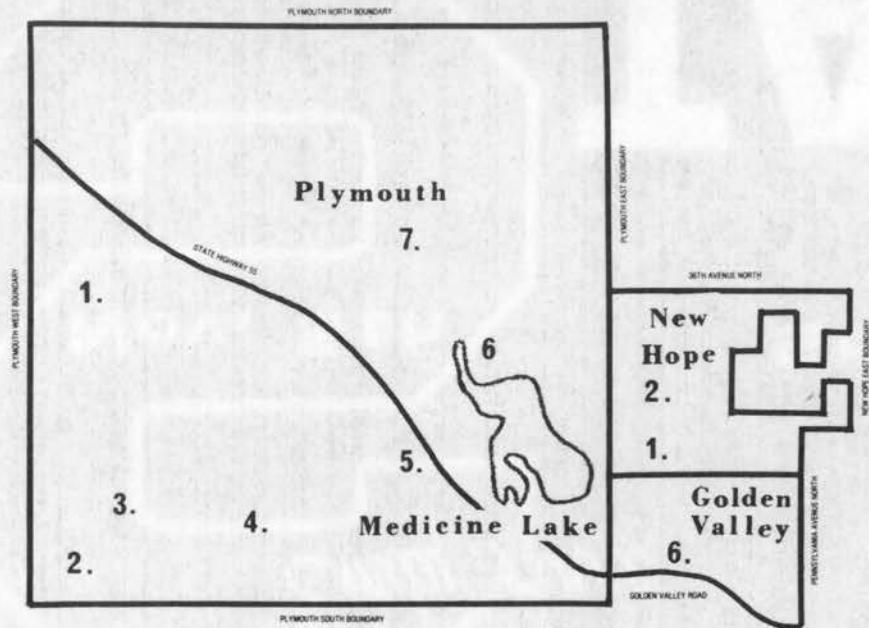 PLYMOUTH NORTH BOUNDARY
Plymouth
7.
STATE HIGHWAY 55
PLYMOUTH EAST BOUNDARY
36TH AVENUE NORTH
1.
PLYMOUTH WEST BOUNDARY
New
Hope
2.
1.
NEW HOPE EAST BOUNDARY
6
5.
3.
4.
Medicine Lake
Golden
Valley
6.
PENNSYLVANIA AVENUE NORTH
2.
GOLDEN VALLEY ROAD
PLYMOUTH SOUTH BOUNDARY